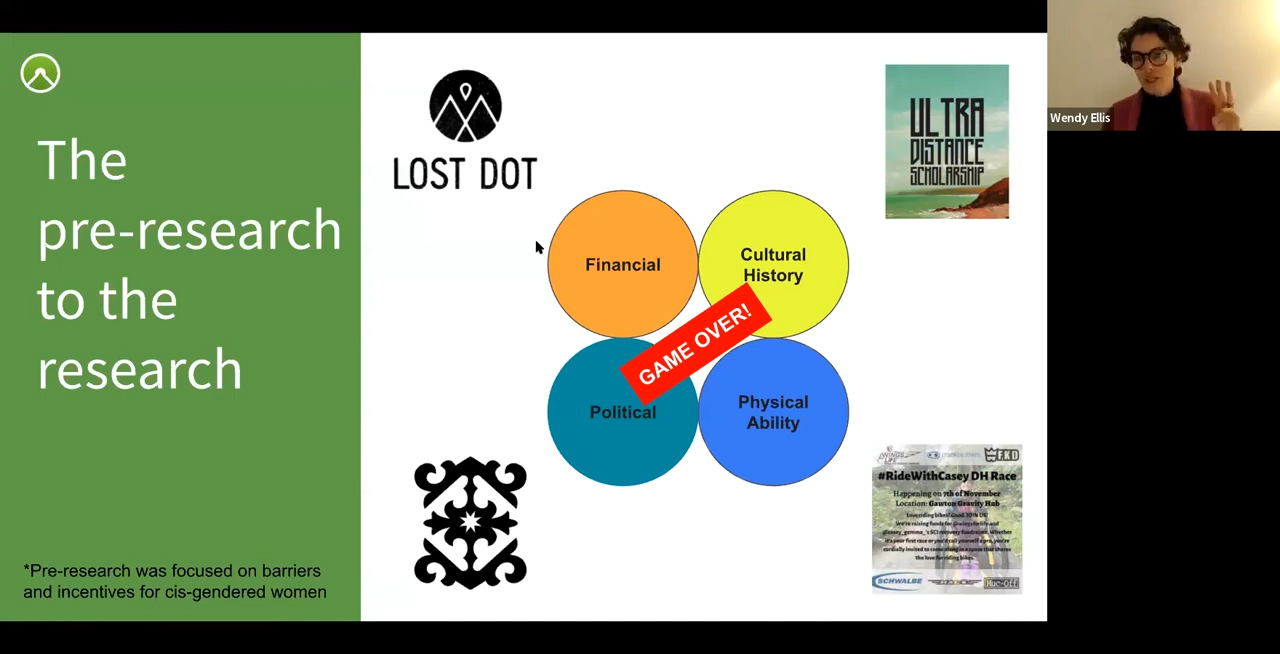 The
pre-research
to the
research
*Pre-research was focused on barriers
and incentives for cis-gendered women
LOST DOT
ULTRA
DISTANCE
SCHOLARSHIP
Financial
Cultural
History
GAME OVER!
Political
Physical
Ability
#RideWithCasey DH Race
Happening on 7th of November
Location: Gawton Gravity Hub
SCHWALBE
Muc-Off
Wendy Ellis